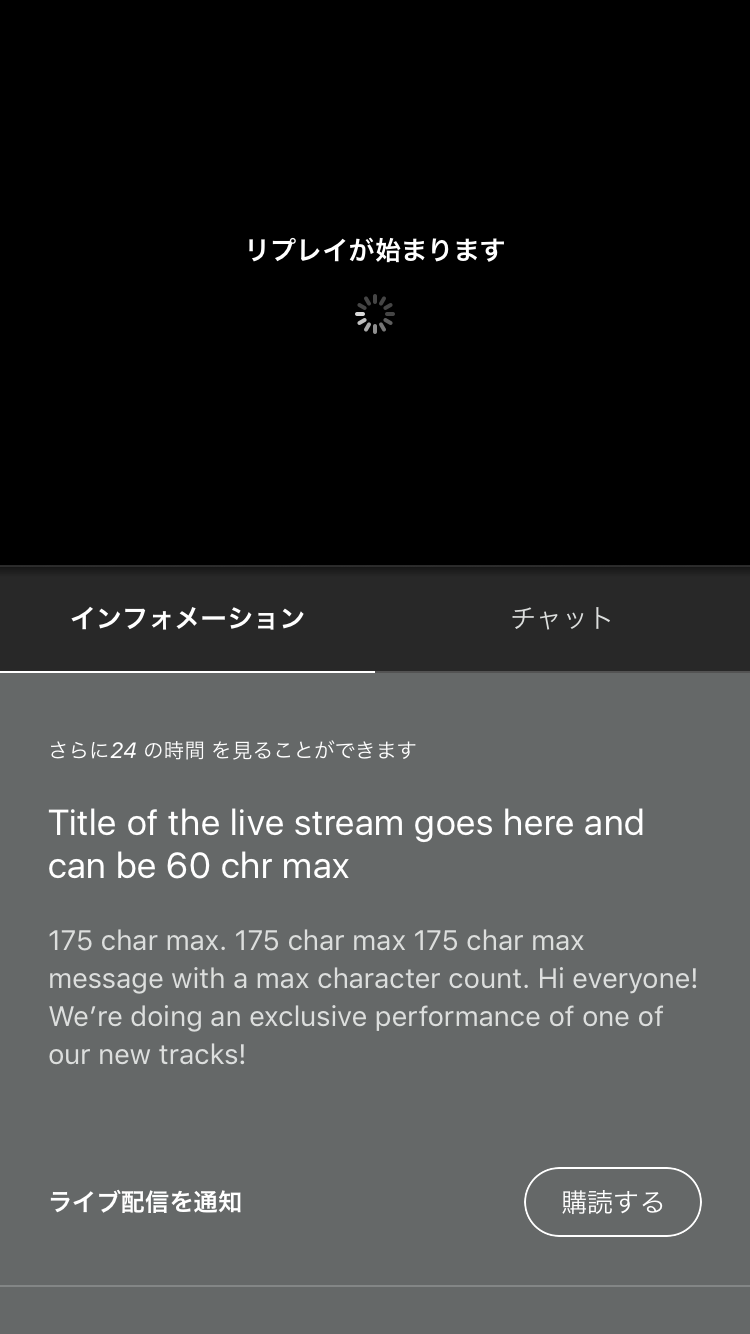 リプレイが始まります
インフォメーション
チャット
さらに24 の時間 を見ることができます
Title of the live stream goes here and
can be 60 chr max
175 char max. 175 char max 175 char max
message with a max character count. Hi everyone!
We’re doing an exclusive performance of one of
our new tracks!
ライブ配信を通知
購読する